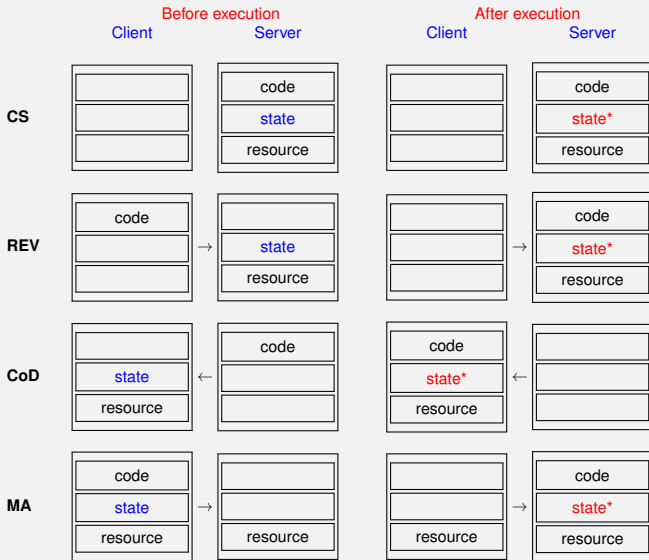 Before execution After execution
Client Server Client Server
code code
CS state state*
resource resource
code code
REV → state → state*
resource resource
code code
CoD state ← state* ←
resource resource
code code
MA state → → state*
resource resource resource resource